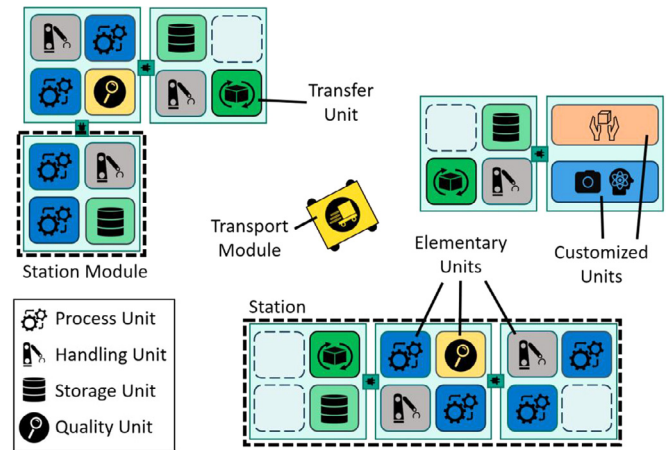 Transfer
Unit
Transport
Module
Elementary
Units
Customized
Units
Station Module
Station
Process Unit
Handling Unit
Storage Unit
Quality Unit